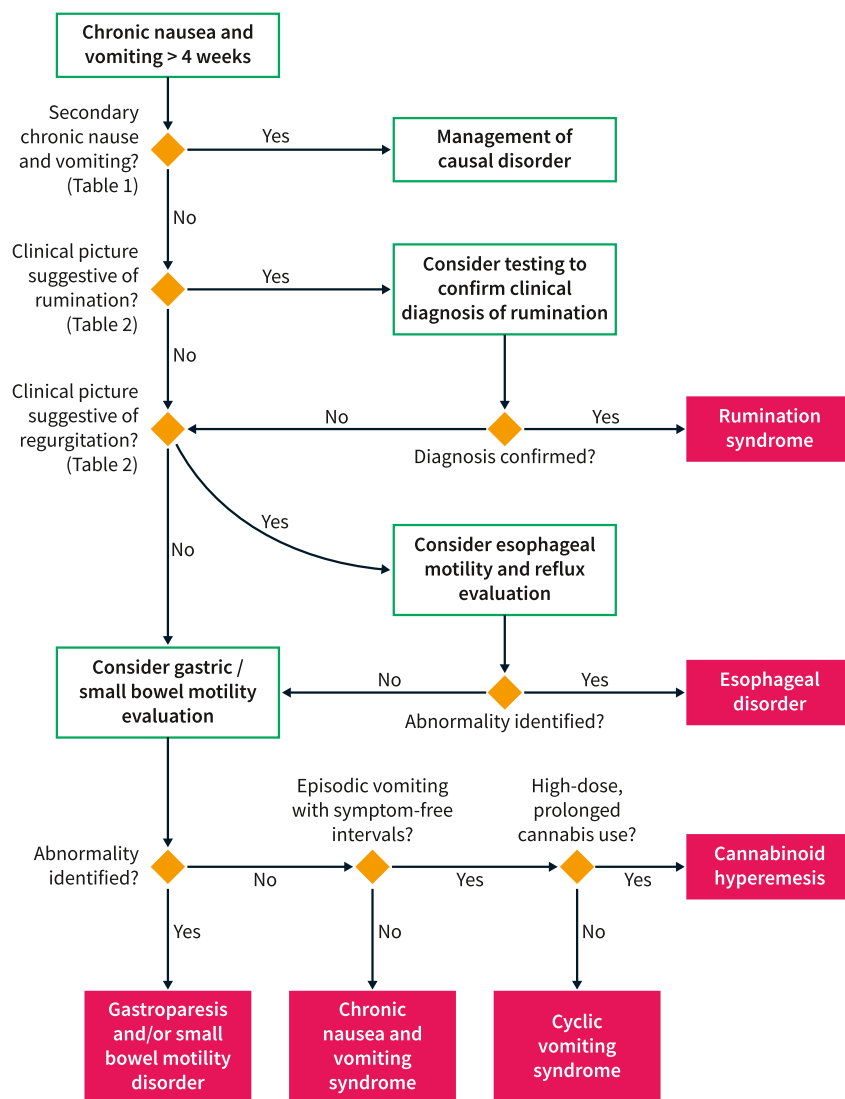 Chronic nausea and
vomiting > 4 weeks
Secondary
chronic nause
and vomiting?
(Table 1)
Yes
Management of
causal disorder
No
Clinical picture
suggestive of
rumination?
(Table 2)
Yes
Consider testing to
confirm clinical
diagnosis of rumination
No
Clinical picture
suggestive of
regurgitation?
(Table 2)
No
Diagnosis confirmed?
Yes
Rumination
syndrome
Yes
No
Consider esophageal
motility and reflux
evaluation
Consider gastric /
small bowel motility
evaluation
No
Abnormality identified?
Yes
Esophageal
disorder
Abnormality
identified?
No
Episodic vomiting
with symptom-free
intervals?
Yes
High-dose,
prolonged
cannabis use?
Yes
Cannabinoid
hyperemesis
Yes
No
No
Gastroparesis
and/or small
bowel motility
disorder
Chronic
nausea and
vomiting
syndrome
Cyclic
vomiting
syndrome